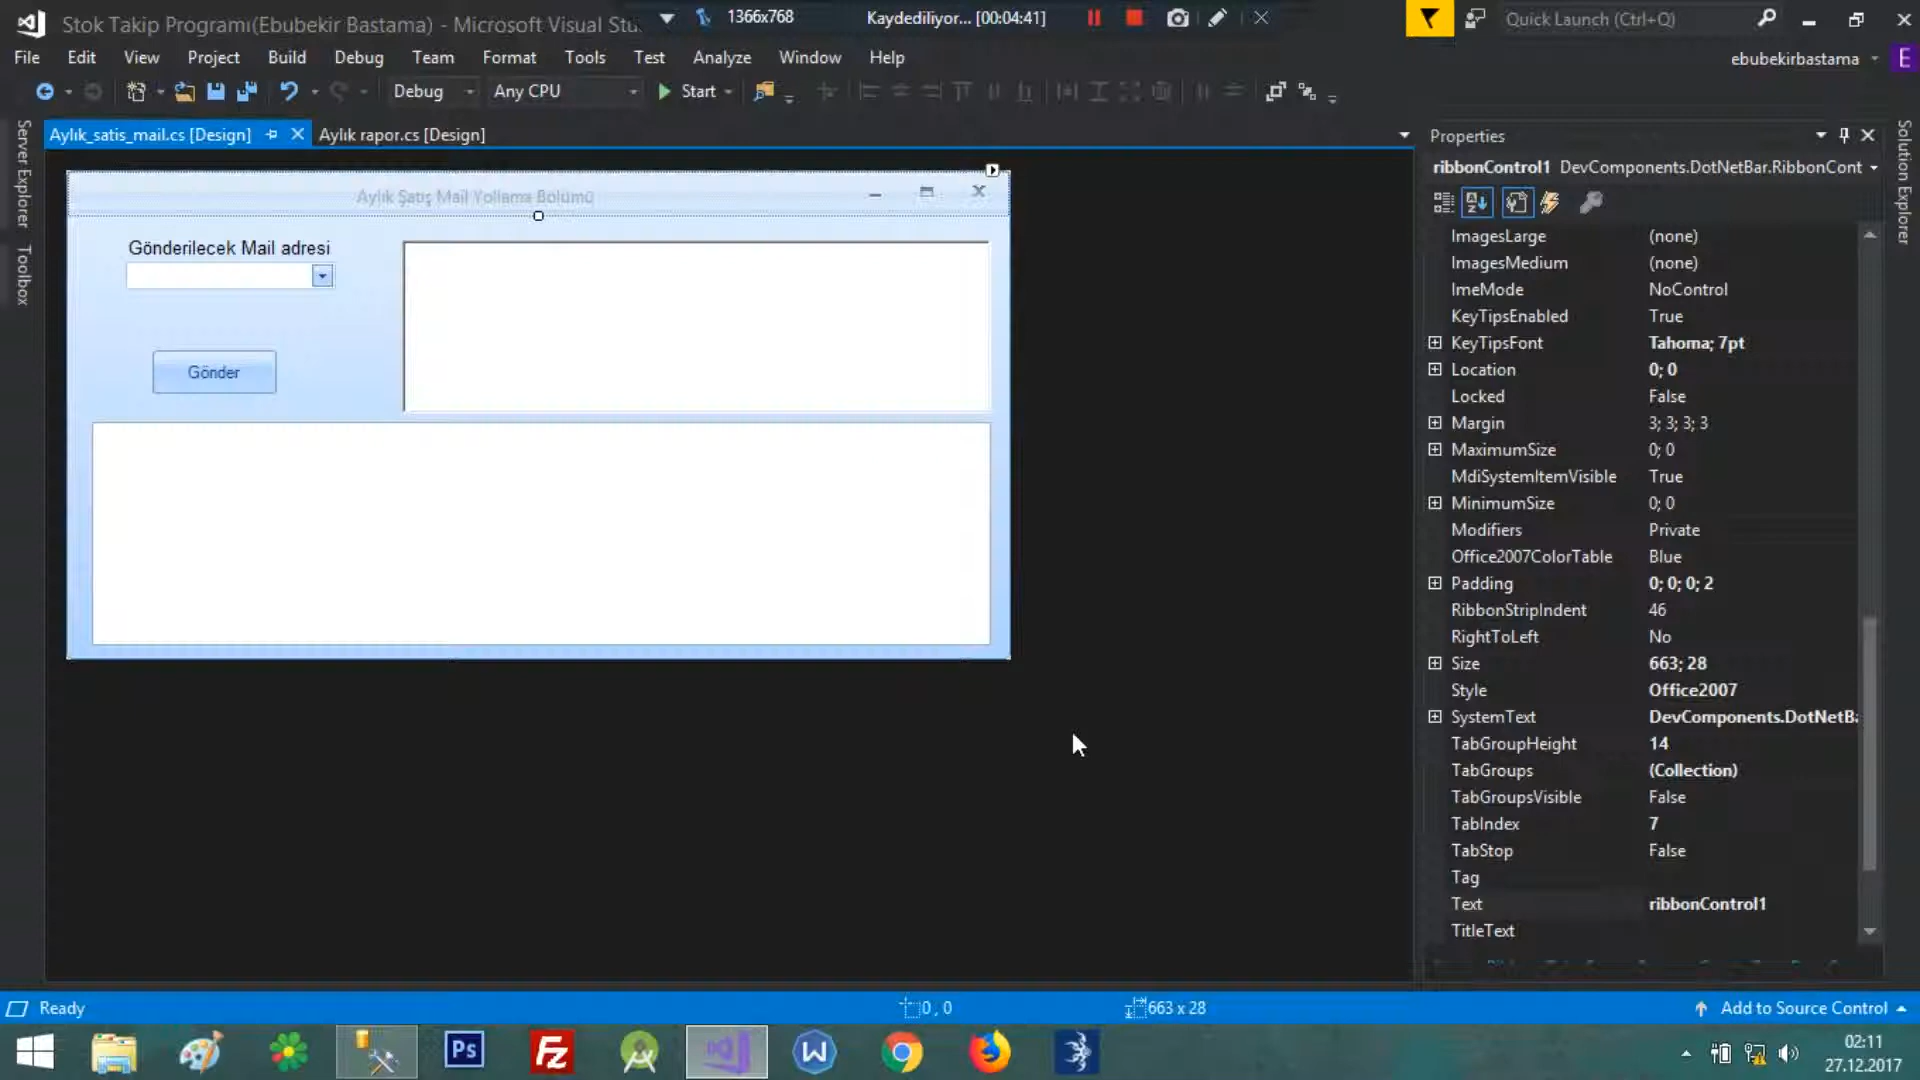 Stok Takip Programı(Ebubekir Bastama) - Microsoft Visual Stu
1366x768
Kaydediliyor... [00:04:41]
Quick Launch (Ctrl+Q)
File Edit View Project Build Debug Team Format Tools Test Analyze Window Help
ebubekirbastama
E
Debug
Any CPU
Start
Server Explorer
Toolbox
Aylık_satis_mail.cs [Design]
Aylık rapor.cs [Design]
Aylık Satış Mail Yollama Bölümü
Gönderilecek Mail adresi
Gönder
Properties
ribbonControl1 DevComponents.DotNetBar.RibbonCont
ImagesLarge (none)
ImagesMedium (none)
ImeMode NoControl
KeyTipsEnabled True
KeyTipsFont Tahoma; 7pt
Location 0; 0
Locked False
Margin 3; 3; 3; 3
MaximumSize 0; 0
MdiSystemItemVisible True
MinimumSize 0; 0
Modifiers Private
Office2007ColorTable Blue
Padding 0; 0; 0; 2
RibbonStripIndent 46
RightToLeft No
Size 663; 28
Style Office2007
SystemText DevComponents.DotNetBa
TabGroupHeight 14
TabGroups (Collection)
TabGroupsVisible False
TabIndex 7
TabStop False
Tag
Text ribbonControl1
TitleText
Solution Explorer
Ready
0 , 0
663 x 28
Add to Source Control
Ps
Fz
W
02:11
27.12.2017